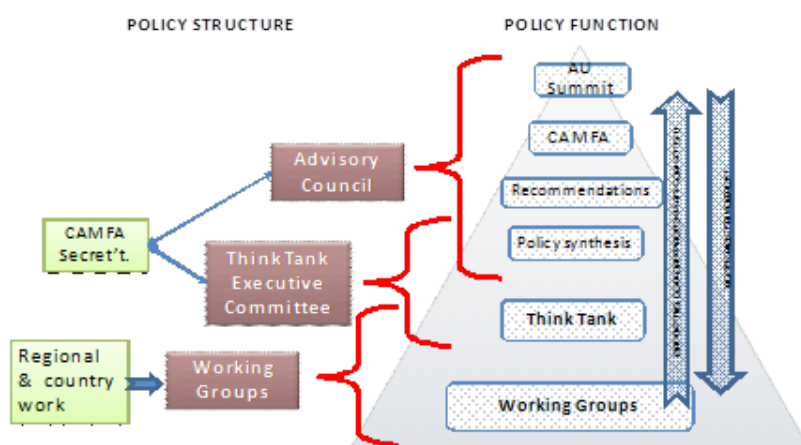 POLICY STRUCTURE
POLICY FUNCTION
AU
Summit
CAMFA
Advisory
Council
Recommendations
CAMFA
Secret't.
Policy synthesis
Think Tank
Executive
Committee
Think Tank
Regional
& country
work
Working
Groups
Working Groups